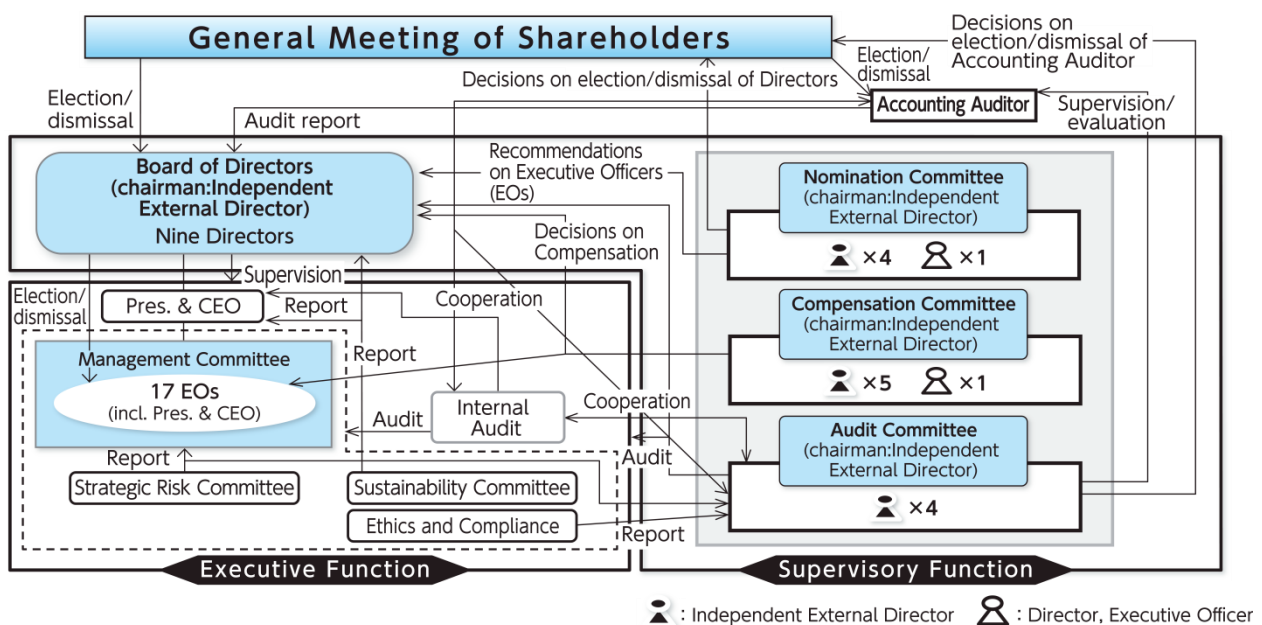 General Meeting of Shareholders
Decisions on
election/dismissal of
Accounting Auditor
Election/
dismissal
Decisions on election/dismissal of Directors
Election/
dismissal
Accounting Auditor
Audit report
Supervision/
evaluation
Board of Directors
(chairman:Independent
External Director)
Nine Directors
Recommendations
on Executive Officers
(EOs)
Decisions on
Compensation
Nomination Committee
(chairman:Independent
External Director)
×4
×1
Supervision
Election/
dismissal
Pres. & CEO
Report
Cooperation
Compensation Committee
(chairman:Independent
External Director)
×5
×1
Management Committee
17 EOs
(incl. Pres. & CEO)
Report
Audit
Internal
Audit
Cooperation
Audit
Audit Committee
(chairman:Independent
External Director)
×4
Report
Strategic Risk Committee
Sustainability Committee
Ethics and Compliance
Report
Executive Function
Supervisory Function
: Independent External Director
: Director, Executive Officer